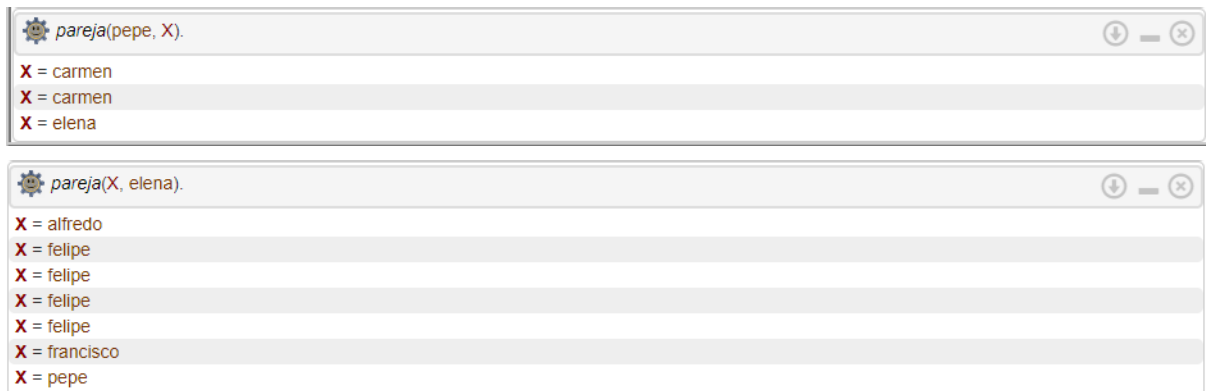 pareja(pepe, X).
X = carmen
X = carmen
X = elena
pareja(X, elena).
X = alfredo
X = felipe
X = felipe
X = felipe
X = felipe
X = francisco
X = pepe